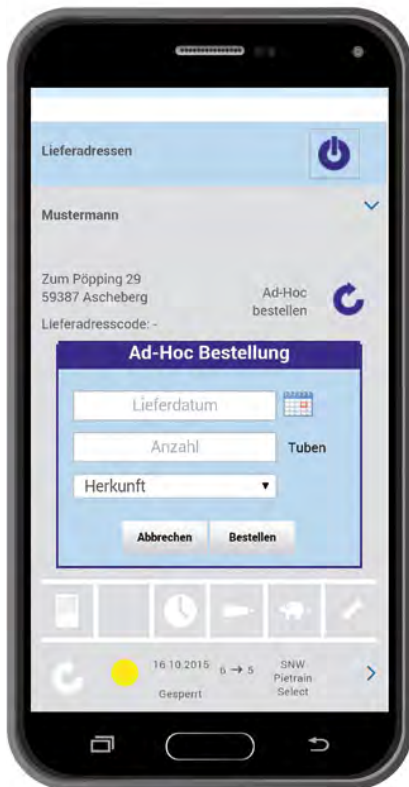 Lieferadressen
Mustermann
Zum Pöpping 29
59387 Ascheberg
Lieferadresscode: -
Ad-Hoc
bestellen
Ad-Hoc Bestellung
Lieferdatum
Anzahl
Tuben
Herkunft
Abbrechen
Bestellen
16.10.2015
Gesperrt
6 → 5
SNW
Pietrain
Select